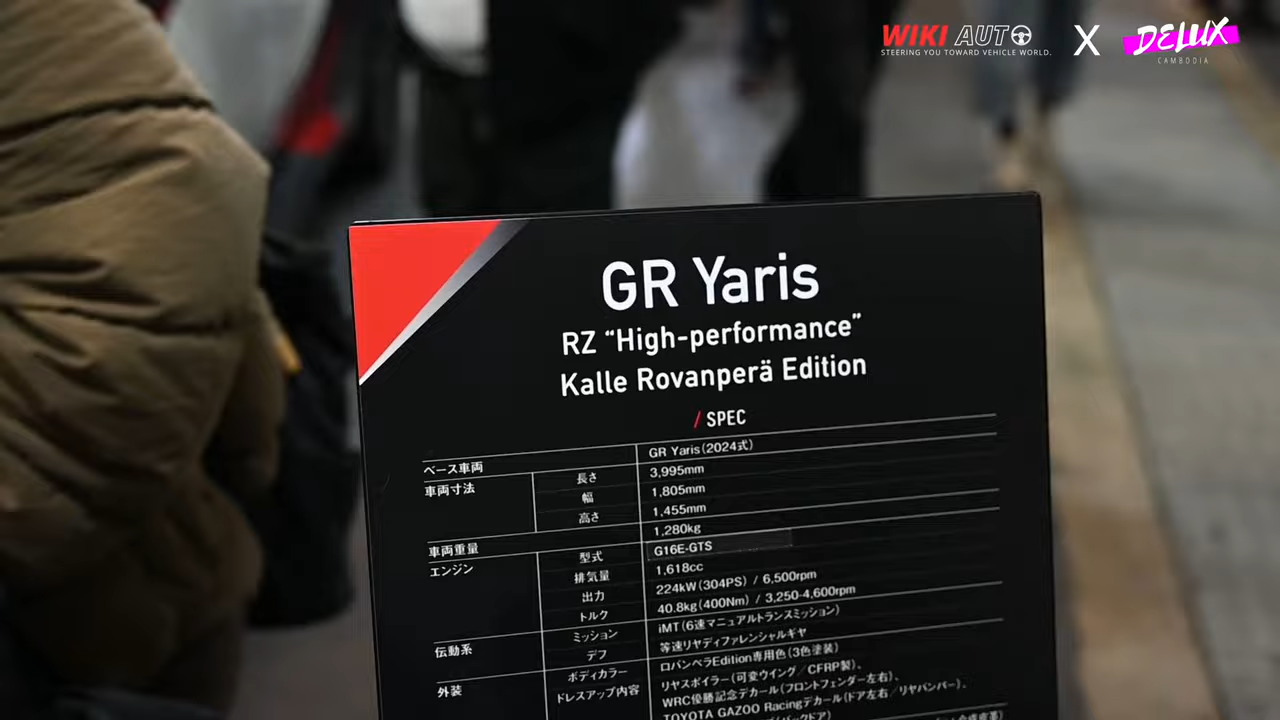 WIKI AUTO
STEERING YOU TOWARD VEHICLE WORLD.
X
DELUX
CAMBODIA
GR Yaris
RZ “High-performance”
Kalle Rovanperä Edition
/ SPEC
ベース車両 GR Yaris(2024式)
車両寸法 長さ 3,995mm
幅 1,805mm
高さ 1,455mm
車両重量 1,280kg
エンジン 型式 G16E-GTS
排気量 1,618cc
出力 224kW(304PS) / 6,500rpm
トルク 40.8kg(400Nm) / 3,250-4,600rpm
伝動系 ミッション iMT(6速マニュアルトランスミッション)
デフ 等速リヤディファレンシャルギヤ
外装 ボディカラー ロバンペラEdition専用色(3色塗装)
ドレスアップ内容 リヤスポイラー(可変ウイング/CFRP製)、
WRC優勝記念デカール(フロントフェンダー左右)、
TOYOTA GAZOO Racingデカール(ドア左右/リヤバンパー)、